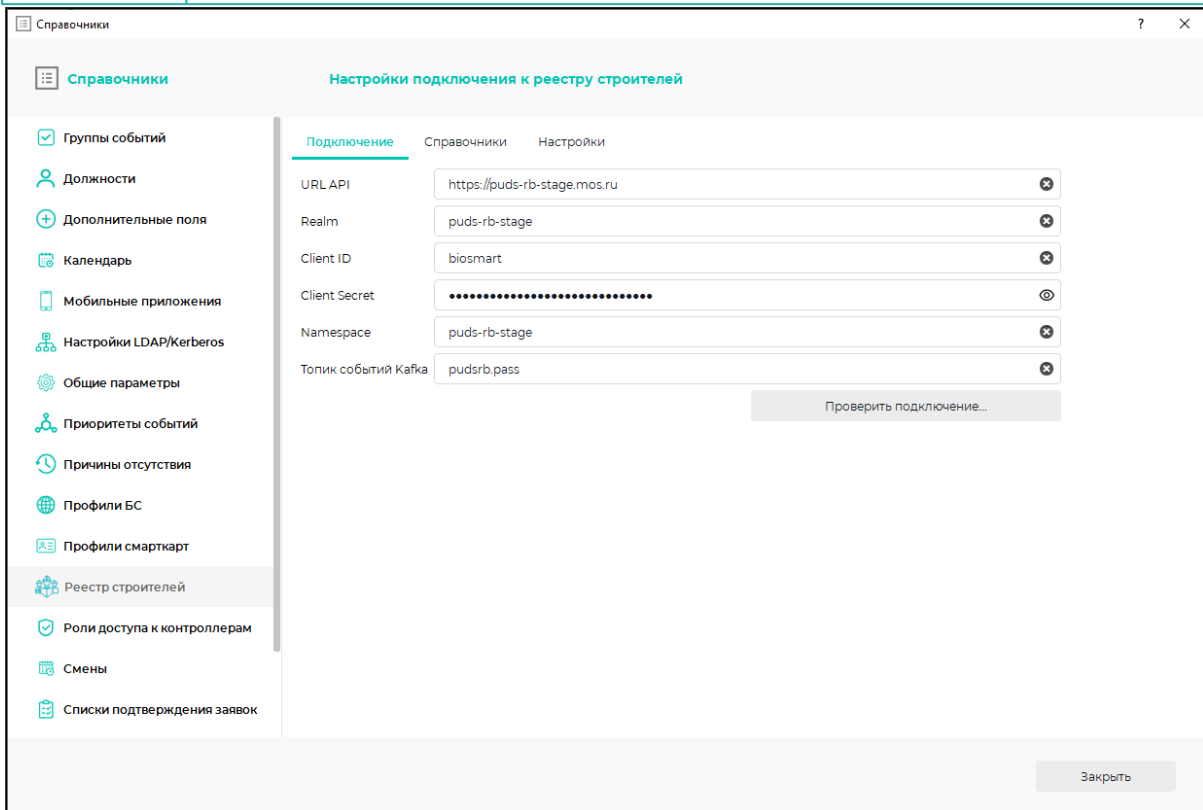 Справочники
?
Справочники
Настройки подключения к реестру строителей
Группы событий
Должности
Дополнительные поля
Календарь
Мобильные приложения
Настройки LDAP/Kerberos
Общие параметры
Приоритеты событий
Причины отсутствия
Профили БС
Профили смарткарт
Реестр строителей
Роли доступа к контроллерам
Смены
Списки подтверждения заявок
Подключение Справочники Настройки
URL API https://puds-rb-stage.mos.ru
Realm puds-rb-stage
Client ID biosmart
Client Secret ••••••••••••••••••••••••••••••
Namespace puds-rb-stage
Топик событий Kafka pudsrb.pass
Проверить подключение...
Закрыть